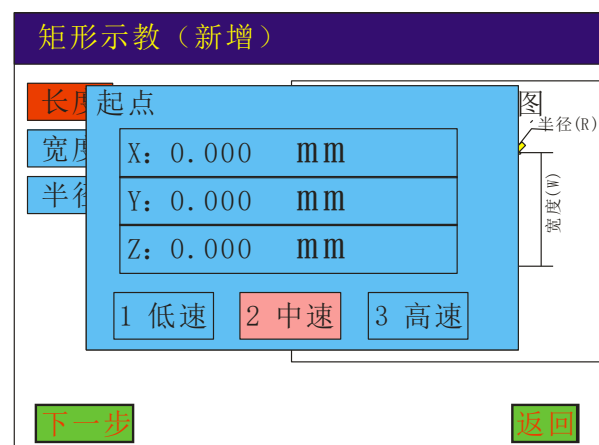 矩形示教（新增）
长度
起点
图
半径(R)
宽度
X: 0.000 mm
半径
Y: 0.000 mm
宽度(W)
Z: 0.000 mm
1 低速
2 中速
3 高速
下一步
返回